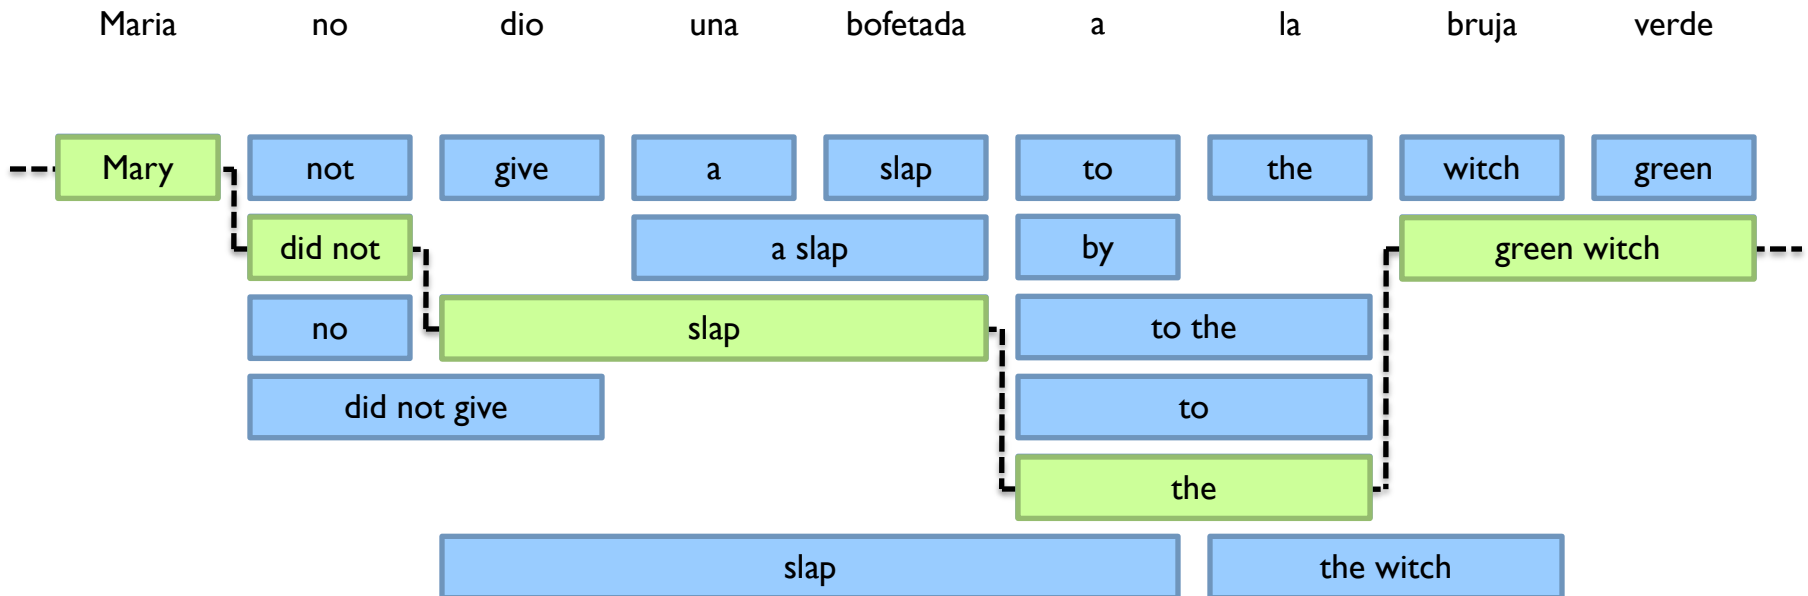 Maria no dio una bofetada a la bruja verde
Mary not give a slap to the witch green
did not a slap by green witch
no slap to the
did not give to
the
slap the witch